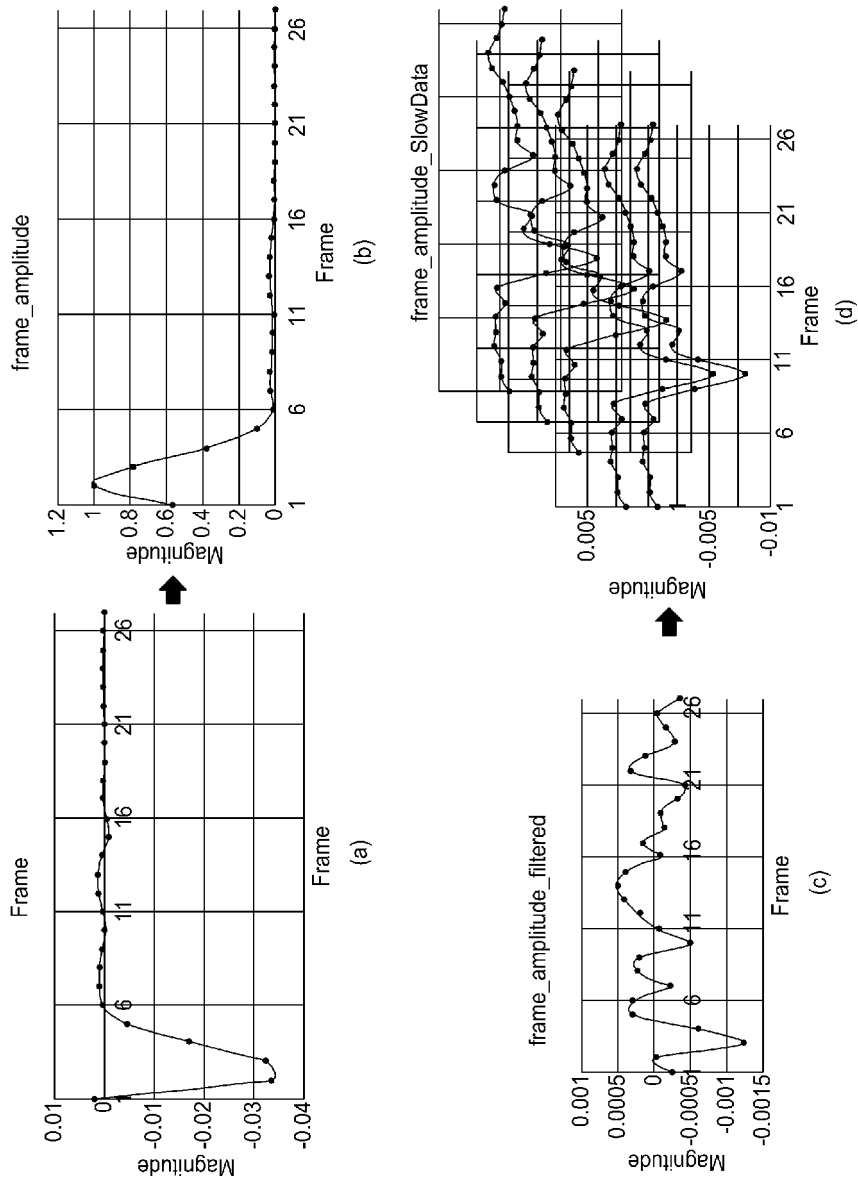 Frame
Magnitude
0.01
0
-0.01
-0.02
-0.03
-0.04
1 6 11 16 21 26
Frame
(a)
frame_amplitude
Magnitude
1.2
1
0.8
0.6
0.4
0.2
0
1 6 11 16 21 26
Frame
(b)
frame_amplitude_filtered
Magnitude
0.001
0.0005
0
-0.0005
-0.001
-0.0015
1 6 11 16 21 26
Frame
(c)
frame_amplitude_SlowData
Magnitude
0.005
-0.005
-0.01
1 6 11 16 21 26
Frame
(d)